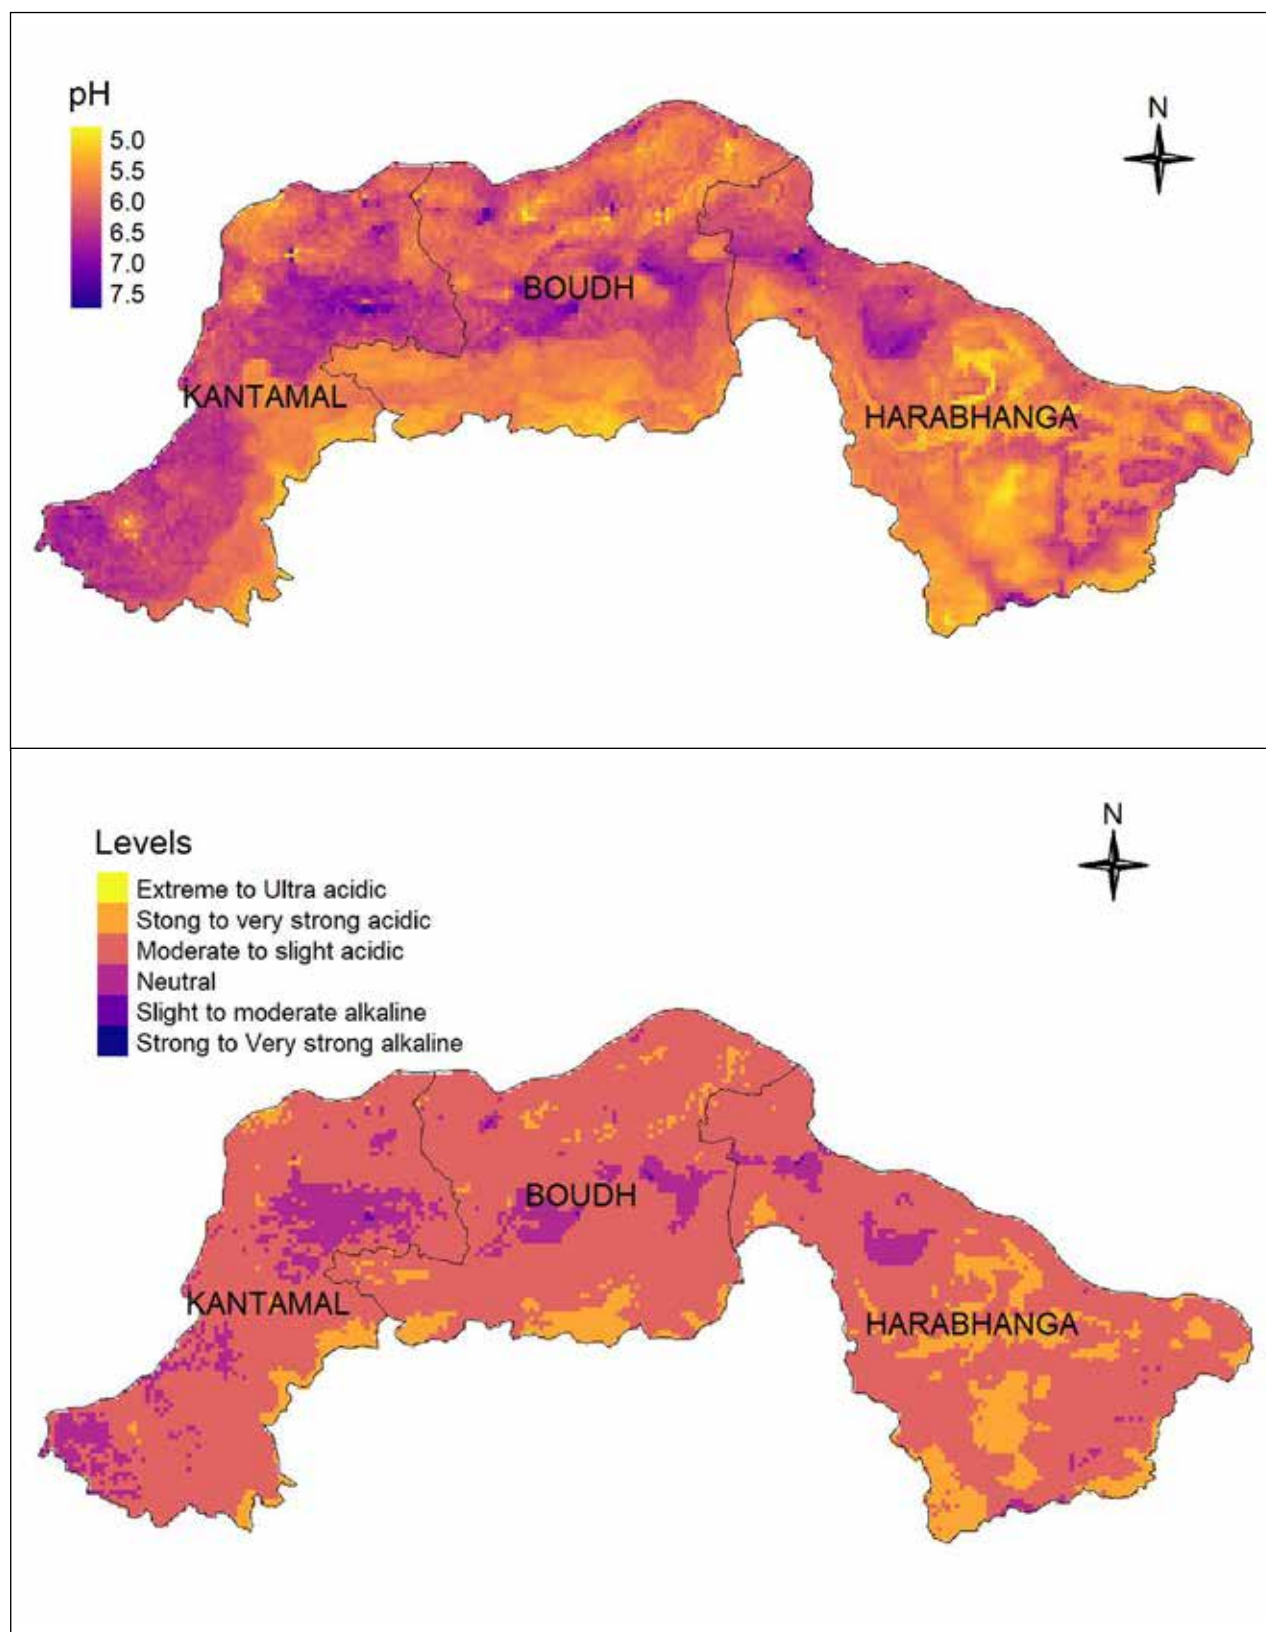 pH
5.0
5.5
6.0
6.5
7.0
7.5
N
BOUDH
KANTAMAL
HARABHANGA
N
Levels
Extreme to Ultra acidic
Stong to very strong acidic
Moderate to slight acidic
Neutral
Slight to moderate alkaline
Strong to Very strong alkaline
BOUDH
KANTAMAL
HARABHANGA